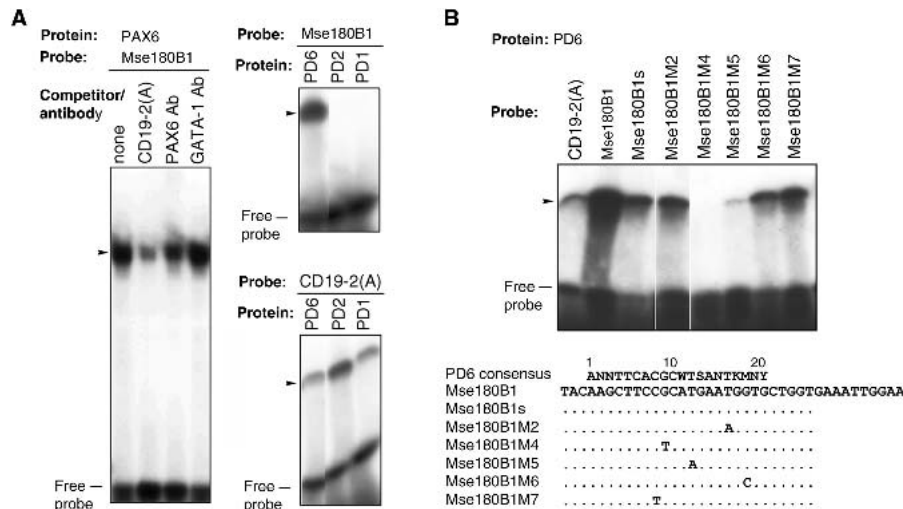 A
Protein: PAX6
Probe: Mse180B1
Competitor/
antibody
none
CD19-2(A)
PAX6 Ab
GATA-1 Ab
Free
probe
Probe: Mse180B1
Protein:
PD6
PD2
PD1
Free
probe
Probe: CD19-2(A)
Protein:
PD6
PD2
PD1
Free
probe
B
Protein: PD6
Probe:
CD19-2(A)
Mse180B1
Mse180B1s
Mse180B1M2
Mse180B1M4
Mse180B1M5
Mse180B1M6
Mse180B1M7
Free
probe
1 10 20
PD6 consensus ANNTTCACGCWTSANTKMNY
Mse180B1 TACAAGCTTCCGCATGAATGGTGCTGGTGAAATTGGAA
Mse180B1s ............................
Mse180B1M2 ..................A.........
Mse180B1M4 ...........T................
Mse180B1M5 ..............A.............
Mse180B1M6 ....................C.......
Mse180B1M7 ..........T.................